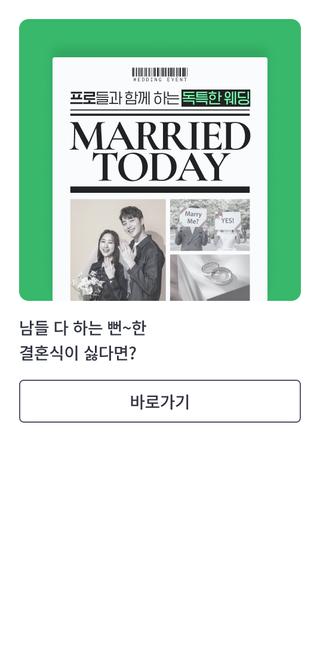 WEDDING EVENT
프로들과 함께 하는 독특한 웨딩
MARRIED
TODAY
Marry
Me?
YES!
남들 다 하는 뻔~한
결혼식이 싫다면?
바로가기